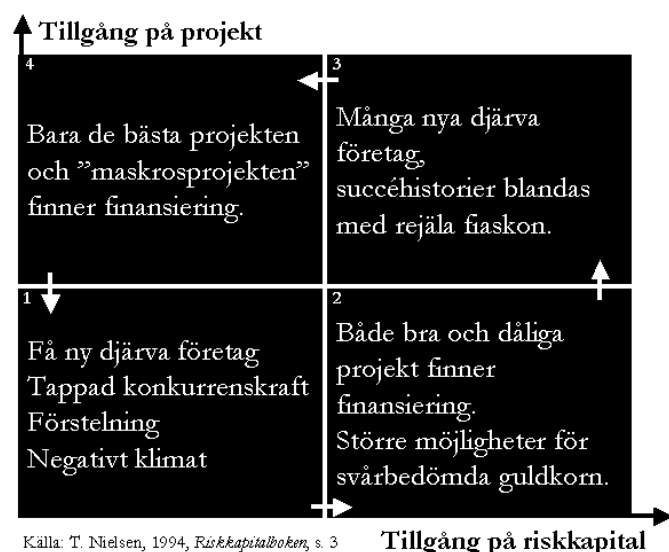 Tillgång på projekt
4
Bara de bästa projekten
och ”maskrosprojekten”
finner finansiering.
3
Många nya djärva
företag,
succéhistorier blandas
med rejäla fiaskon.
1
Få ny djärva företag
Tappad konkurrenskraft
Förstelning
Negativt klimat
2
Både bra och dåliga
projekt finner
finansiering.
Större möjligheter för
svårbedömda guldkorn.
Källa: T. Nielsen, 1994, Riskkapitalboken, s. 3
Tillgång på riskkapital